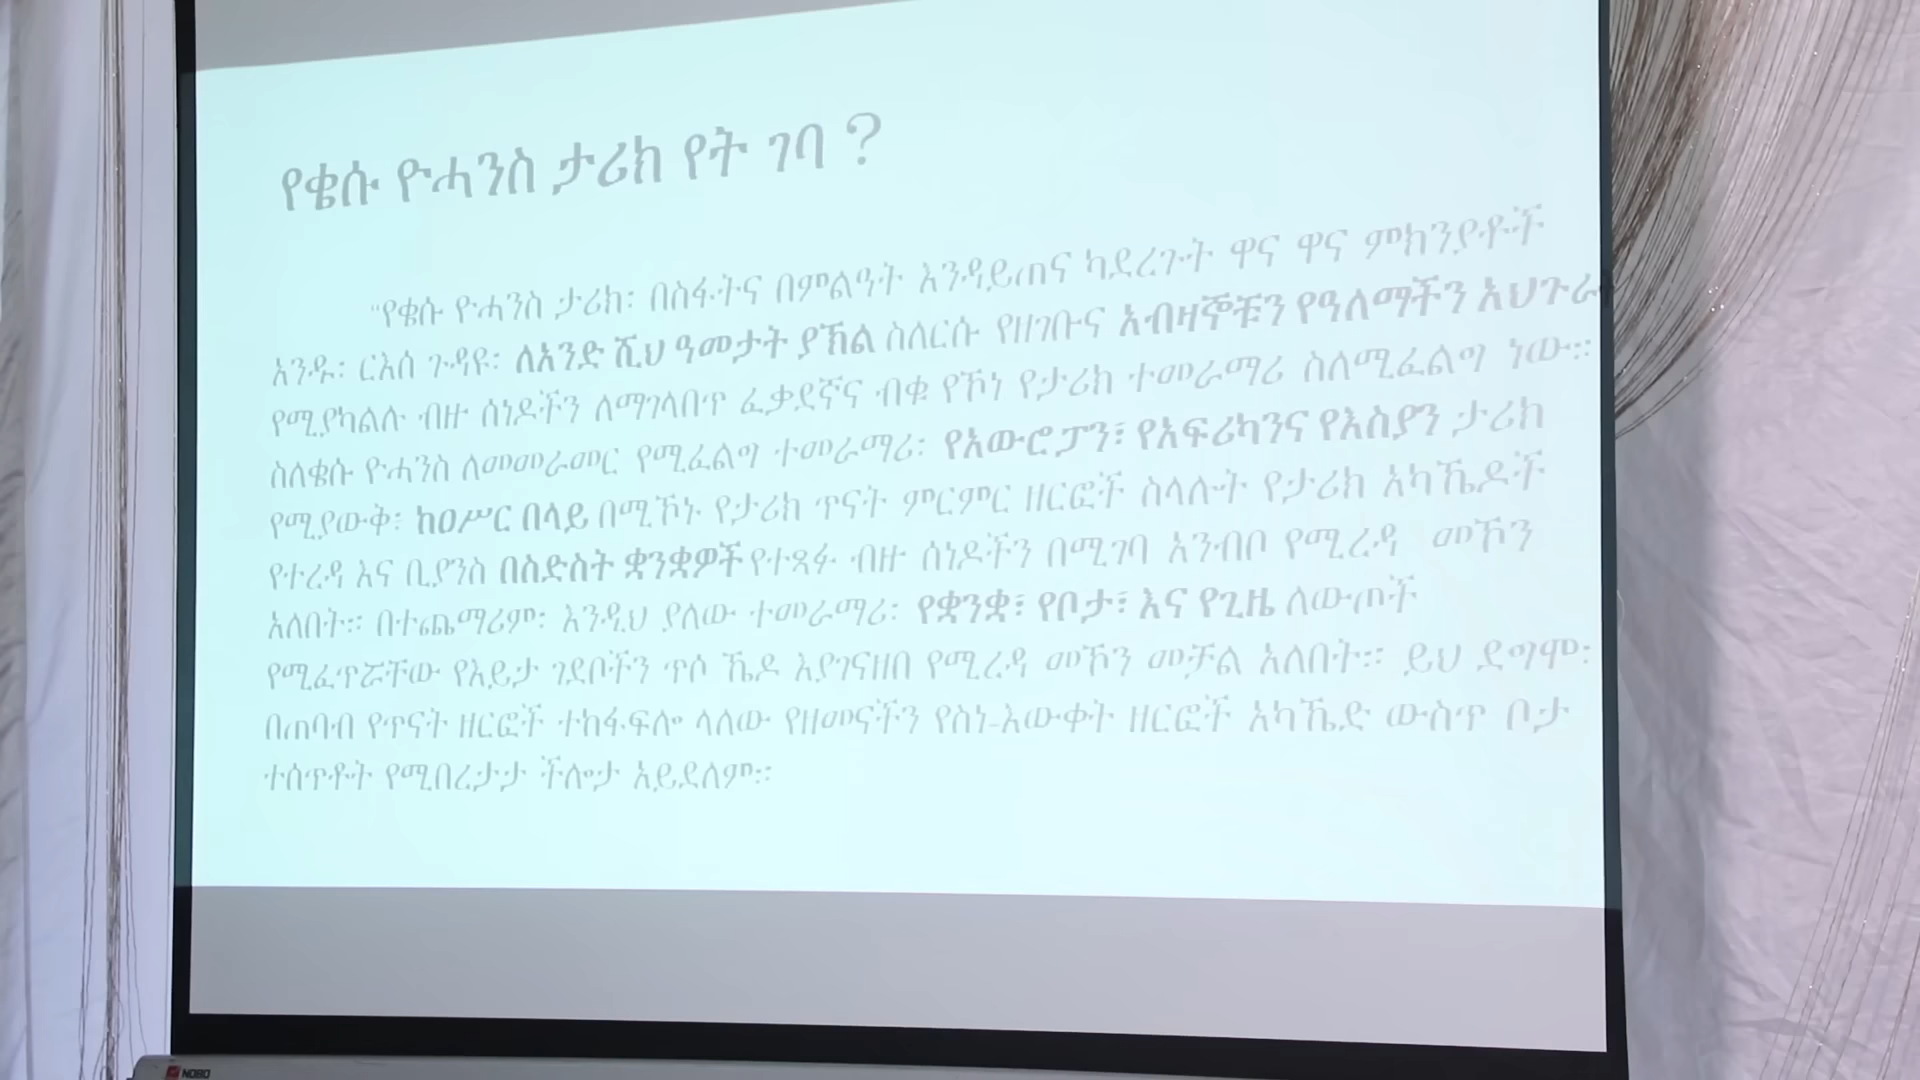 የቄሱ ዮሓንስ ታሪክ የት ገባ ?
"የቄሱ ዮሓንስ ታሪክ፡ በስፋትና በምልዓት እንዳይጠና ካደረጉት ዋና ዋና ምክንያቶች
አንዱ፡ ርእሰ ጉዳዩ፡ ለአንድ ሺህ ዓመታት ያኽል ስለርሱ የዘገቡና አብዛኞቹን የዓለማችን አህጉራት
የሚያካልሉ ብዙ ሰነዶችን ለማገላበጥ ፈቃደኛና ብቁ የኾነ የታሪክ ተመራማሪ ስለሚፈልግ ነው።
ስለቄሱ ዮሓንስ ለመመራመር የሚፈልግ ተመራማሪ፡ የአውሮፓን፣ የአፍሪካንና የእስያን ታሪክ
የሚያውቅ፣ ከዐሥር በላይ በሚኾኑ የታሪክ ጥናት ምርምር ዘርፎች ስላሉት የታሪክ አካኼዶች
የተረዳ እና ቢያንስ በስድስት ቋንቋዎች የተጻፉ ብዙ ሰነዶችን በሚገባ አንብቦ የሚረዳ መኾን
አለበት። በተጨማሪም፡ እንዲህ ያለው ተመራማሪ፡ የቋንቋ፣ የቦታ፣ እና የጊዜ ለውጦች
የሚፈጥሯቸው የእይታ ገደቦችን ጥሶ ኼዶ እያገናዘበ የሚረዳ መኾን መቻል አለበት። ይህ ደግሞ፡
በጠባብ የጥናት ዘርፎች ተከፋፍሎ ላለው የዘመናችን የስነ-እውቀት ዘርፎች አካኼድ ውስጥ ቦታ
ተሰጥቶት የሚበረታታ ችሎታ አይደለም።
NOBO